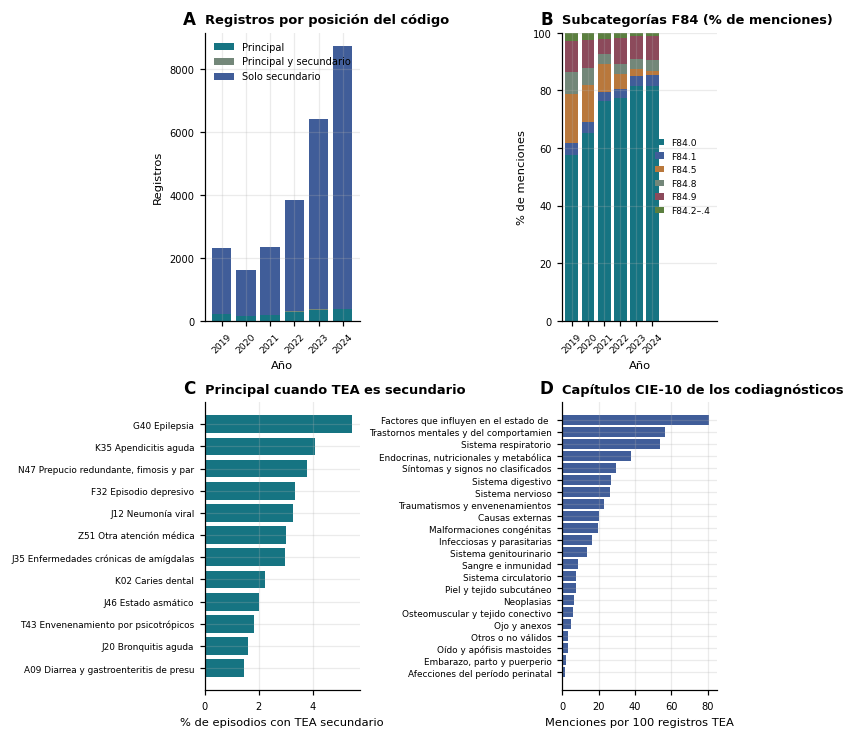 A Registros por posición del código
Principal
Principal y secundario
Solo secundario
8000
6000
4000
2000
0
Registros
2019
2020
2021
2022
2023
2024
Año
B Subcategorías F84 (% de menciones)
100
80
60
40
20
0
% de menciones
F84.0
F84.1
F84.5
F84.8
F84.9
F84.2–.4
2019
2020
2021
2022
2023
2024
Año
C Principal cuando TEA es secundario
G40 Epilepsia
K35 Apendicitis aguda
N47 Prepucio redundante, fimosis y par
F32 Episodio depresivo
J12 Neumonía viral
Z51 Otra atención médica
J35 Enfermedades crónicas de amígdalas
K02 Caries dental
J46 Estado asmático
T43 Envenenamiento por psicotrópicos
J20 Bronquitis aguda
A09 Diarrea y gastroenteritis de presu
0
2
4
% de episodios con TEA secundario
D Capítulos CIE-10 de los codiagnósticos
Factores que influyen en el estado de
Trastornos mentales y del comportamien
Sistema respiratorio
Endocrinas, nutricionales y metabólica
Síntomas y signos no clasificados
Sistema digestivo
Sistema nervioso
Traumatismos y envenenamientos
Causas externas
Malformaciones congénitas
Infecciosas y parasitarias
Sistema genitourinario
Sangre e inmunidad
Sistema circulatorio
Piel y tejido subcutáneo
Neoplasias
Osteomuscular y tejido conectivo
Ojo y anexos
Otros o no válidos
Oído y apófisis mastoides
Embarazo, parto y puerperio
Afecciones del período perinatal
0
20
40
60
80
Menciones por 100 registros TEA